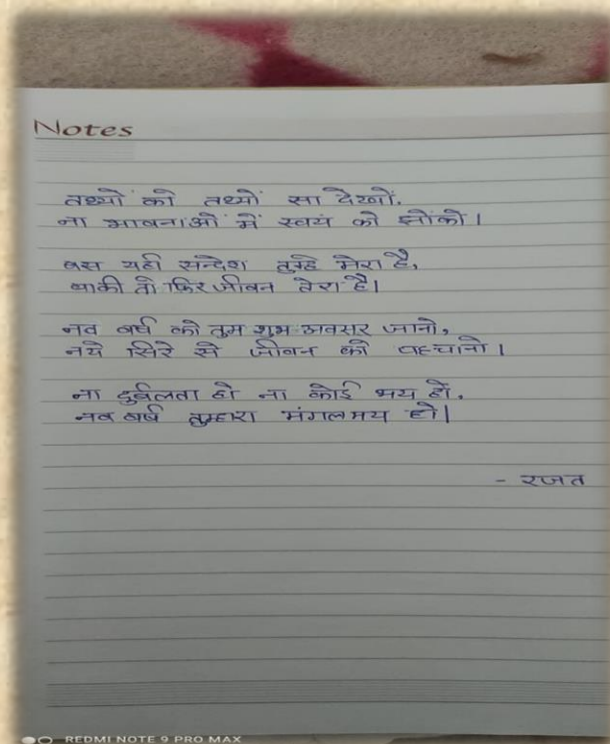 Notes
तथ्यों को तथ्यों सा देखों,
ना भावनाओं में स्वयं को झोंको।
बस यही सन्देश तुम्हे मेरा है,
बाकी तो फिर जीवन तेरा है।
नव वर्ष को तुम शुभ अवसर जानो,
नये सिरे से जीवन को पहचानो।
ना दुर्बलता हो ना कोई भय हो,
नव वर्ष तुम्हारा मंगलमय हो।
- रजत
REDMI NOTE 9 PRO MAX